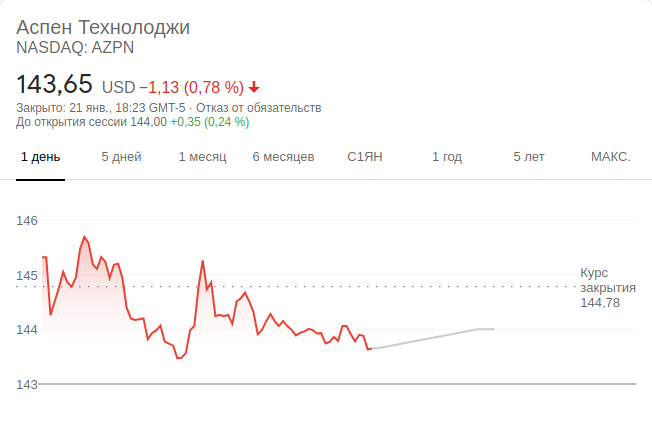 Аспен Технолоджи
NASDAQ: AZPN
143,65 USD −1,13 (0,78 %)
Закрыто: 21 янв., 18:23 GMT-5 · Отказ от обязательств
До открытия сессии 144,00 +0,35 (0,24 %)
1 день 5 дней 1 месяц 6 месяцев С1ЯН 1 год 5 лет МАКС.
146
145
Курс
закрытия
144,78
144
143